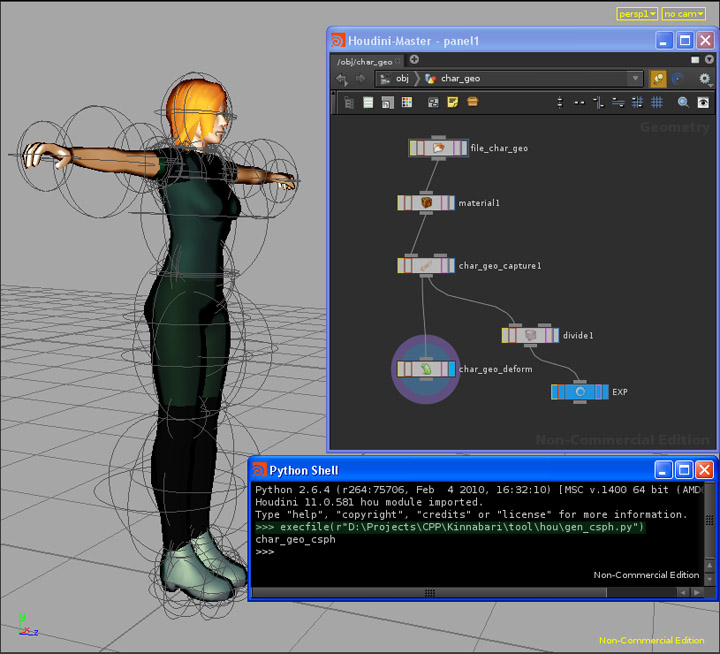 persp1
no cam
Houdini-Master - panel1
/obj/char_geo
obj
char_geo
Geometry
file_char_geo
material1
char_geo_capture1
divide1
char_geo_deform
EXP
Non-Commercial Edition
Python Shell
Python 2.6.4 (r264:75706, Feb  4 2010, 16:32:10) [MSC v.1400 64 bit (AMD
Houdini 11.0.581 hou module imported.
Type "help", "copyright", "credits" or "license" for more information.
>>> execfile(r"D:\Projects\CPP\Kinnabari\tool\hou\gen_csph.py")
char_geo_csph
>>>
Non-Commercial Edition
y
x
z
Non-Commercial Edition